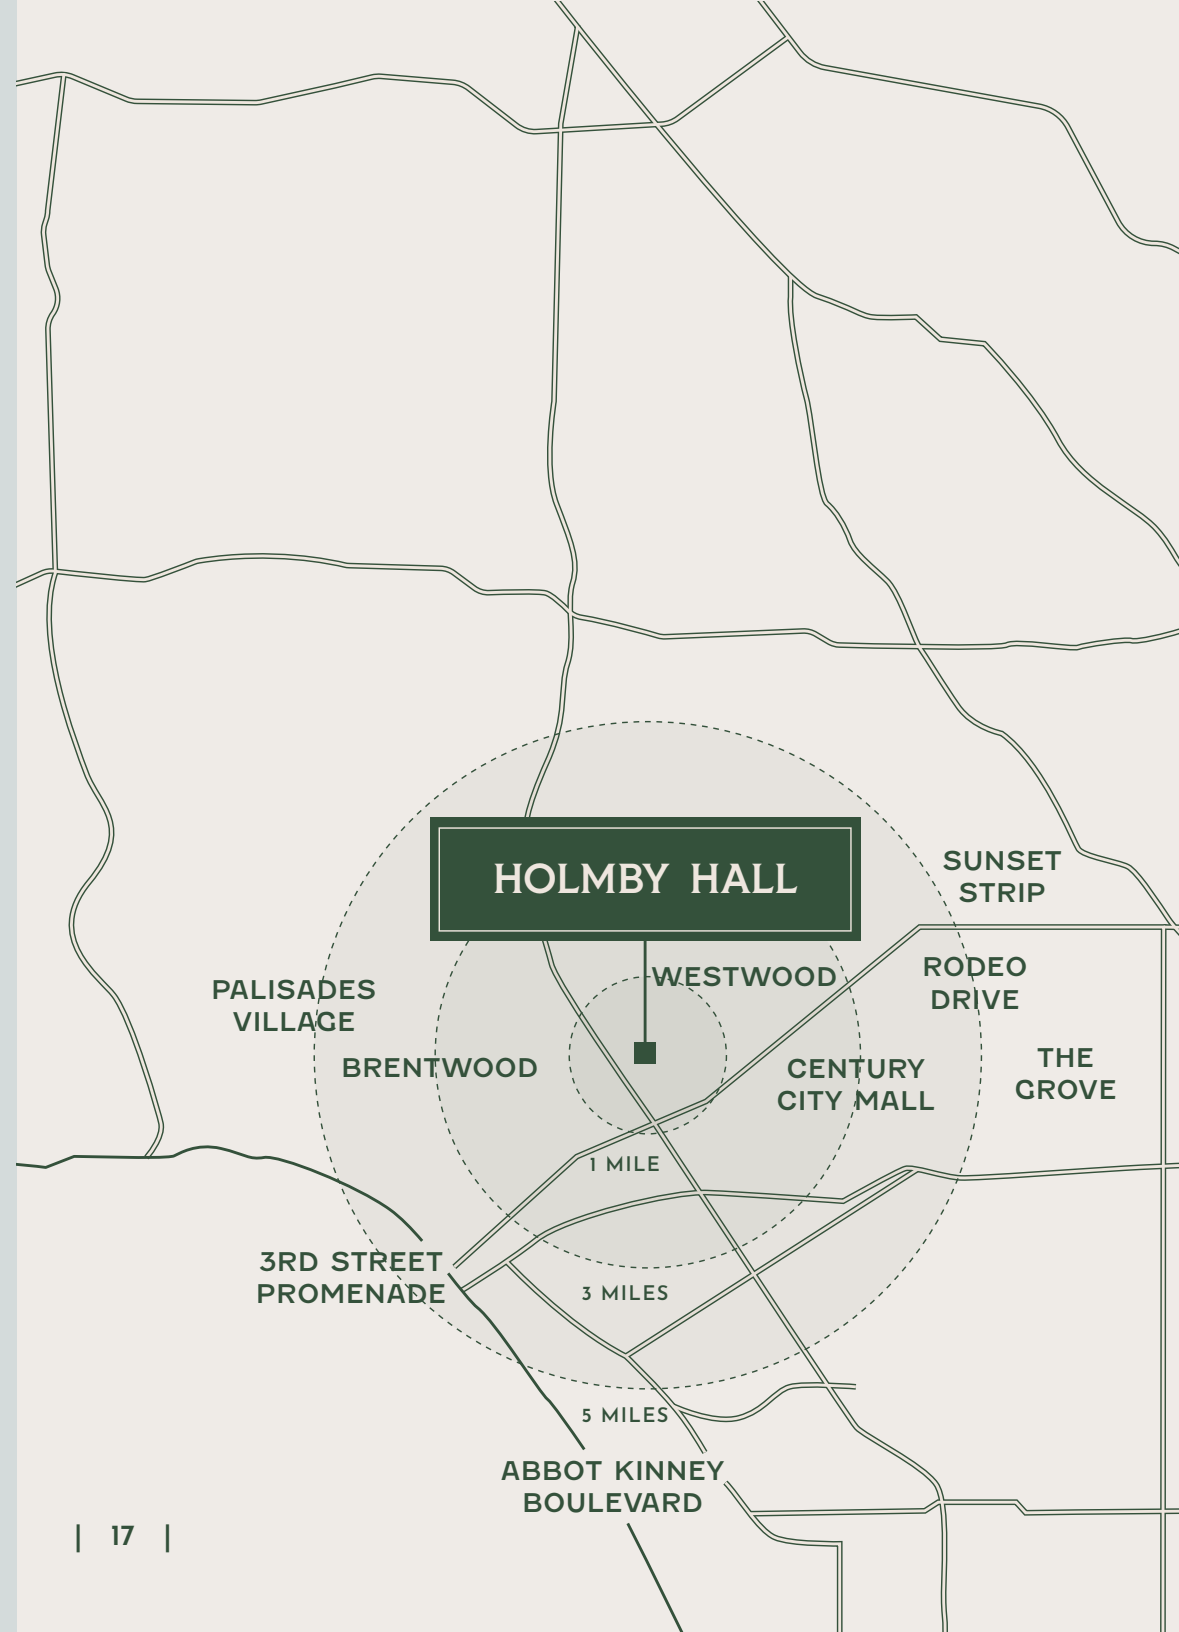 HOLMBY HALL
SUNSET
STRIP
WESTWOOD
RODEO
DRIVE
PALISADES
VILLAGE
BRENTWOOD
CENTURY
CITY MALL
THE
GROVE
1 MILE
3RD STREET
PROMENADE
3 MILES
5 MILES
ABBOT KINNEY
BOULEVARD
| 17 |